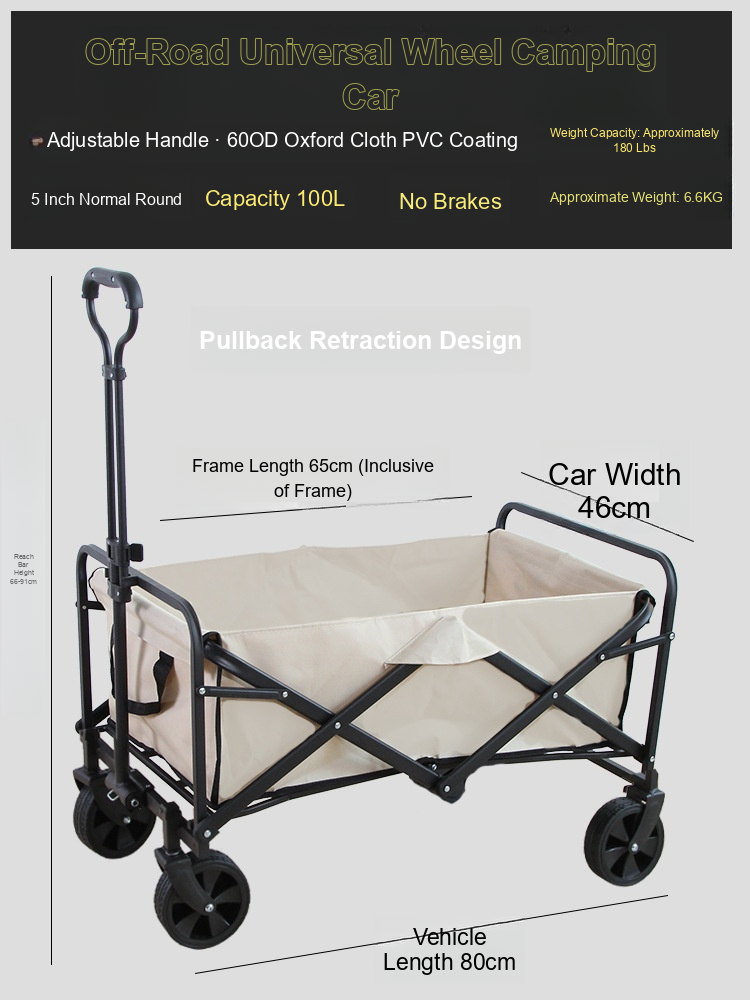 Off-Road Universal Wheel Camping
Car
Adjustable Handle · 60OD Oxford Cloth PVC Coating
Weight Capacity: Approximately
180 Lbs
5 Inch Normal Round
Capacity 100L
No Brakes
Approximate Weight: 6.6KG
Pullback Retraction Design
Frame Length 65cm (Inclusive
of Frame)
Car Width
46cm
Reach
Bar
Height
66-91cm
Vehicle
Length 80cm